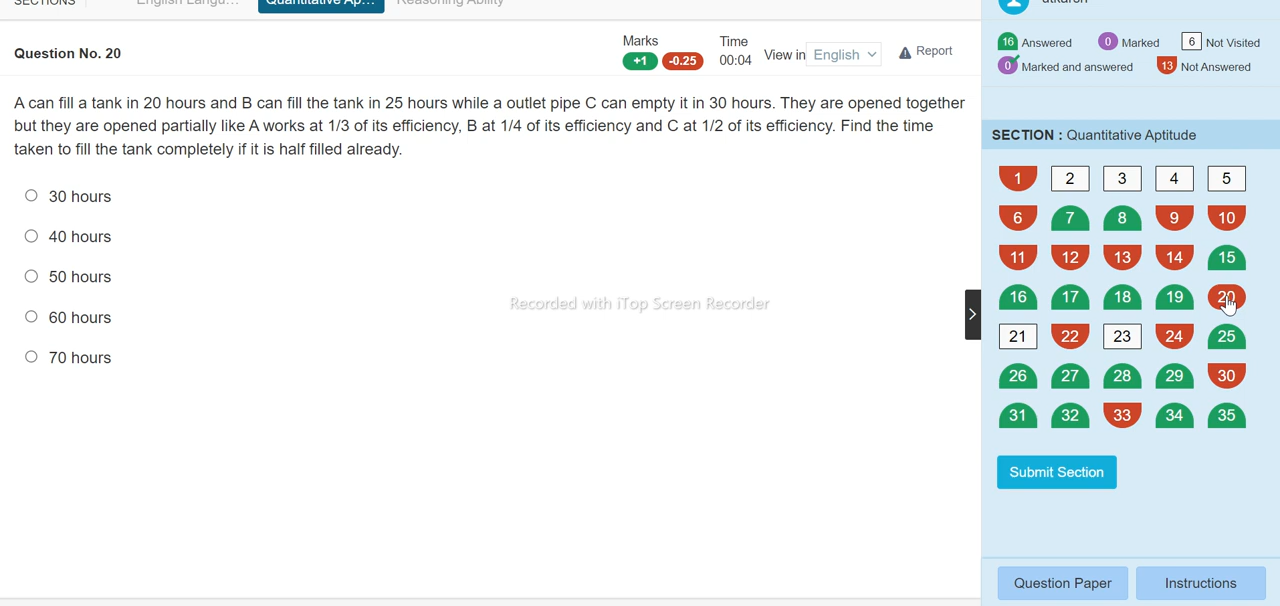 SECTIONS English Langu... Quantitative Ap... Reasoning Ability
utkarsh
Question No. 20
Marks
+1 -0.25
Time
00:04
View in English
Report
A can fill a tank in 20 hours and B can fill the tank in 25 hours while a outlet pipe C can empty it in 30 hours. They are opened together
but they are opened partially like A works at 1/3 of its efficiency, B at 1/4 of its efficiency and C at 1/2 of its efficiency. Find the time
taken to fill the tank completely if it is half filled already.
30 hours
40 hours
50 hours
60 hours
70 hours
Recorded with iTop Screen Recorder
16 Answered 0 Marked 6 Not Visited
0 Marked and answered 13 Not Answered
SECTION : Quantitative Aptitude
1 2 3 4 5
6 7 8 9 10
11 12 13 14 15
16 17 18 19 20
21 22 23 24 25
26 27 28 29 30
31 32 33 34 35
Submit Section
Question Paper Instructions